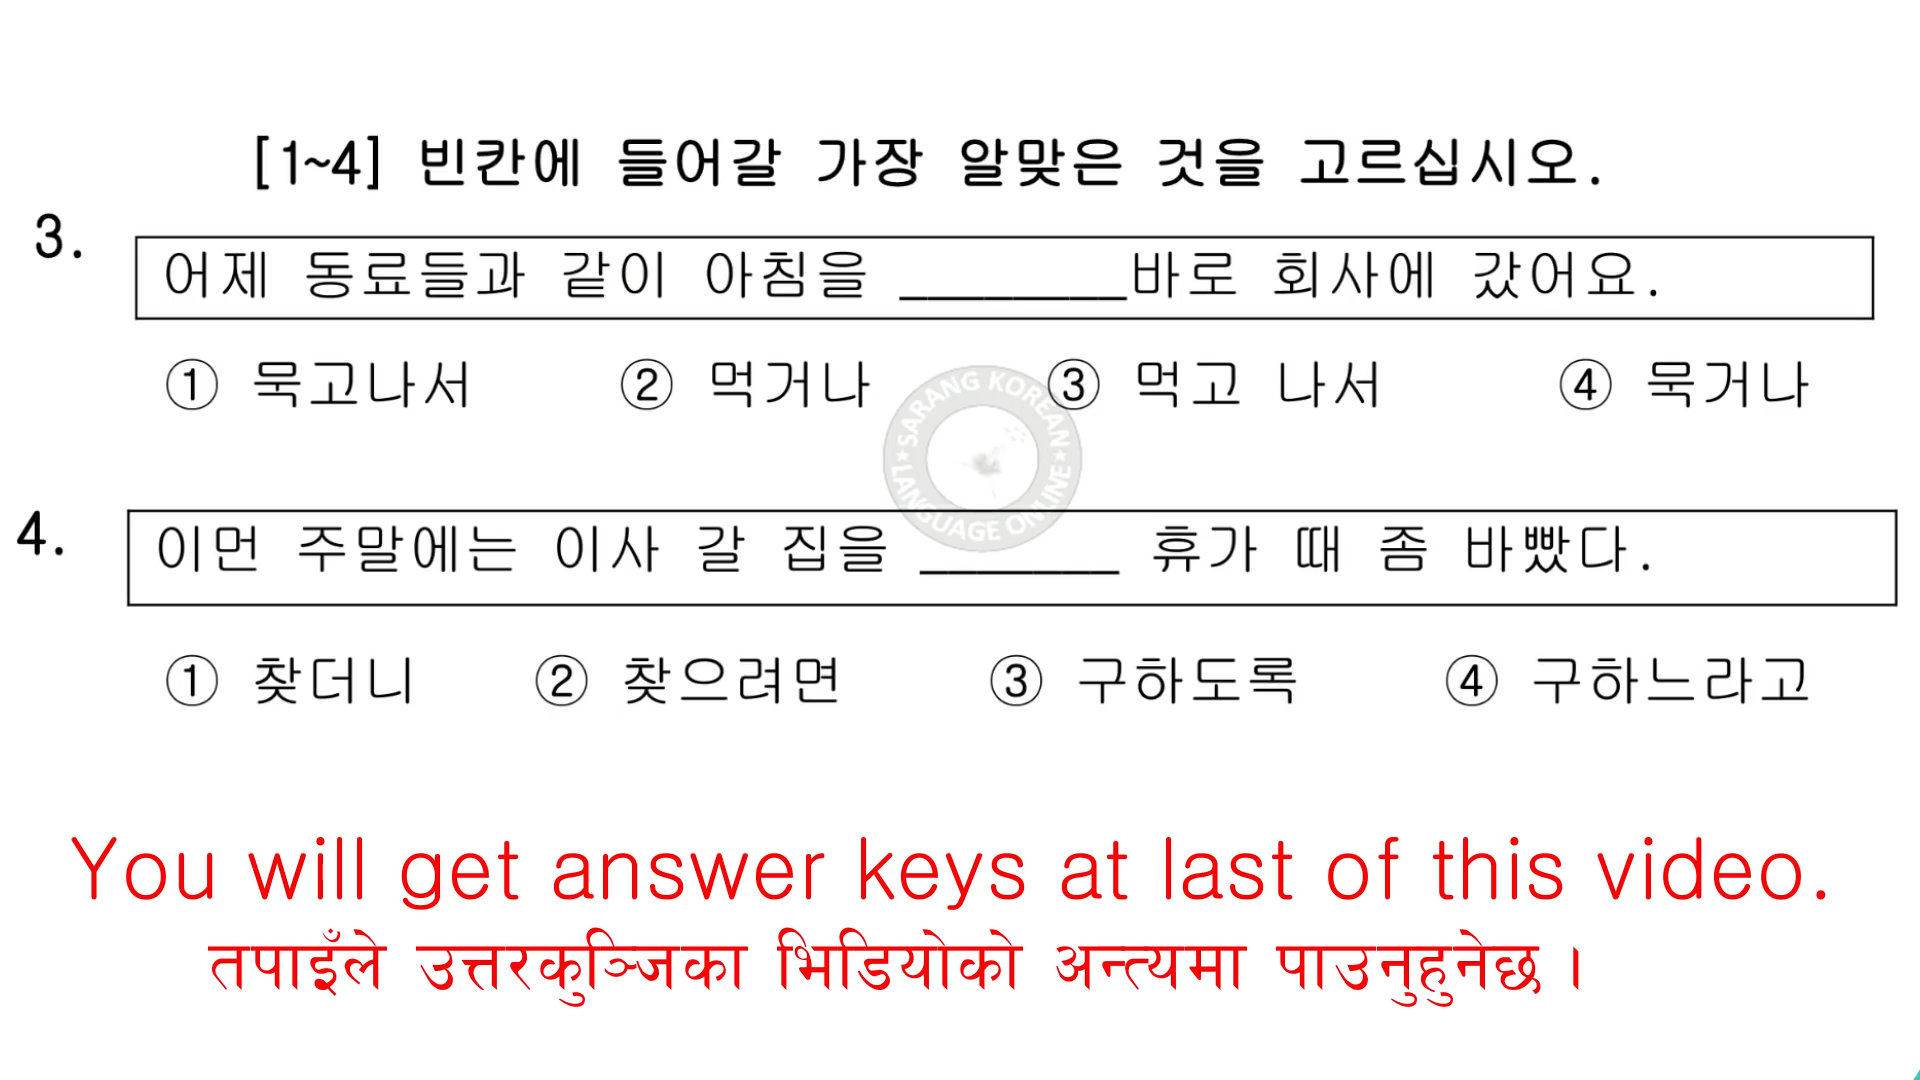 [1~4] 빈칸에 들어갈 가장 알맞은 것을 고르십시오.
3.
어제 동료들과 같이 아침을 ________바로 회사에 갔어요.
① 묵고나서 ② 먹거나 ③ 먹고 나서 ④ 묵거나
SARANG KOREAN
LANGUAGE ONLINE
4.
이먼 주말에는 이사 갈 집을 _______ 휴가 때 좀 바빴다.
① 찾더니 ② 찾으려면 ③ 구하도록 ④ 구하느라고
You will get answer keys at last of this video.
तपाइँले उत्तरकुञ्जिका भिडियोको अन्त्यमा पाउनुहुनेछ ।